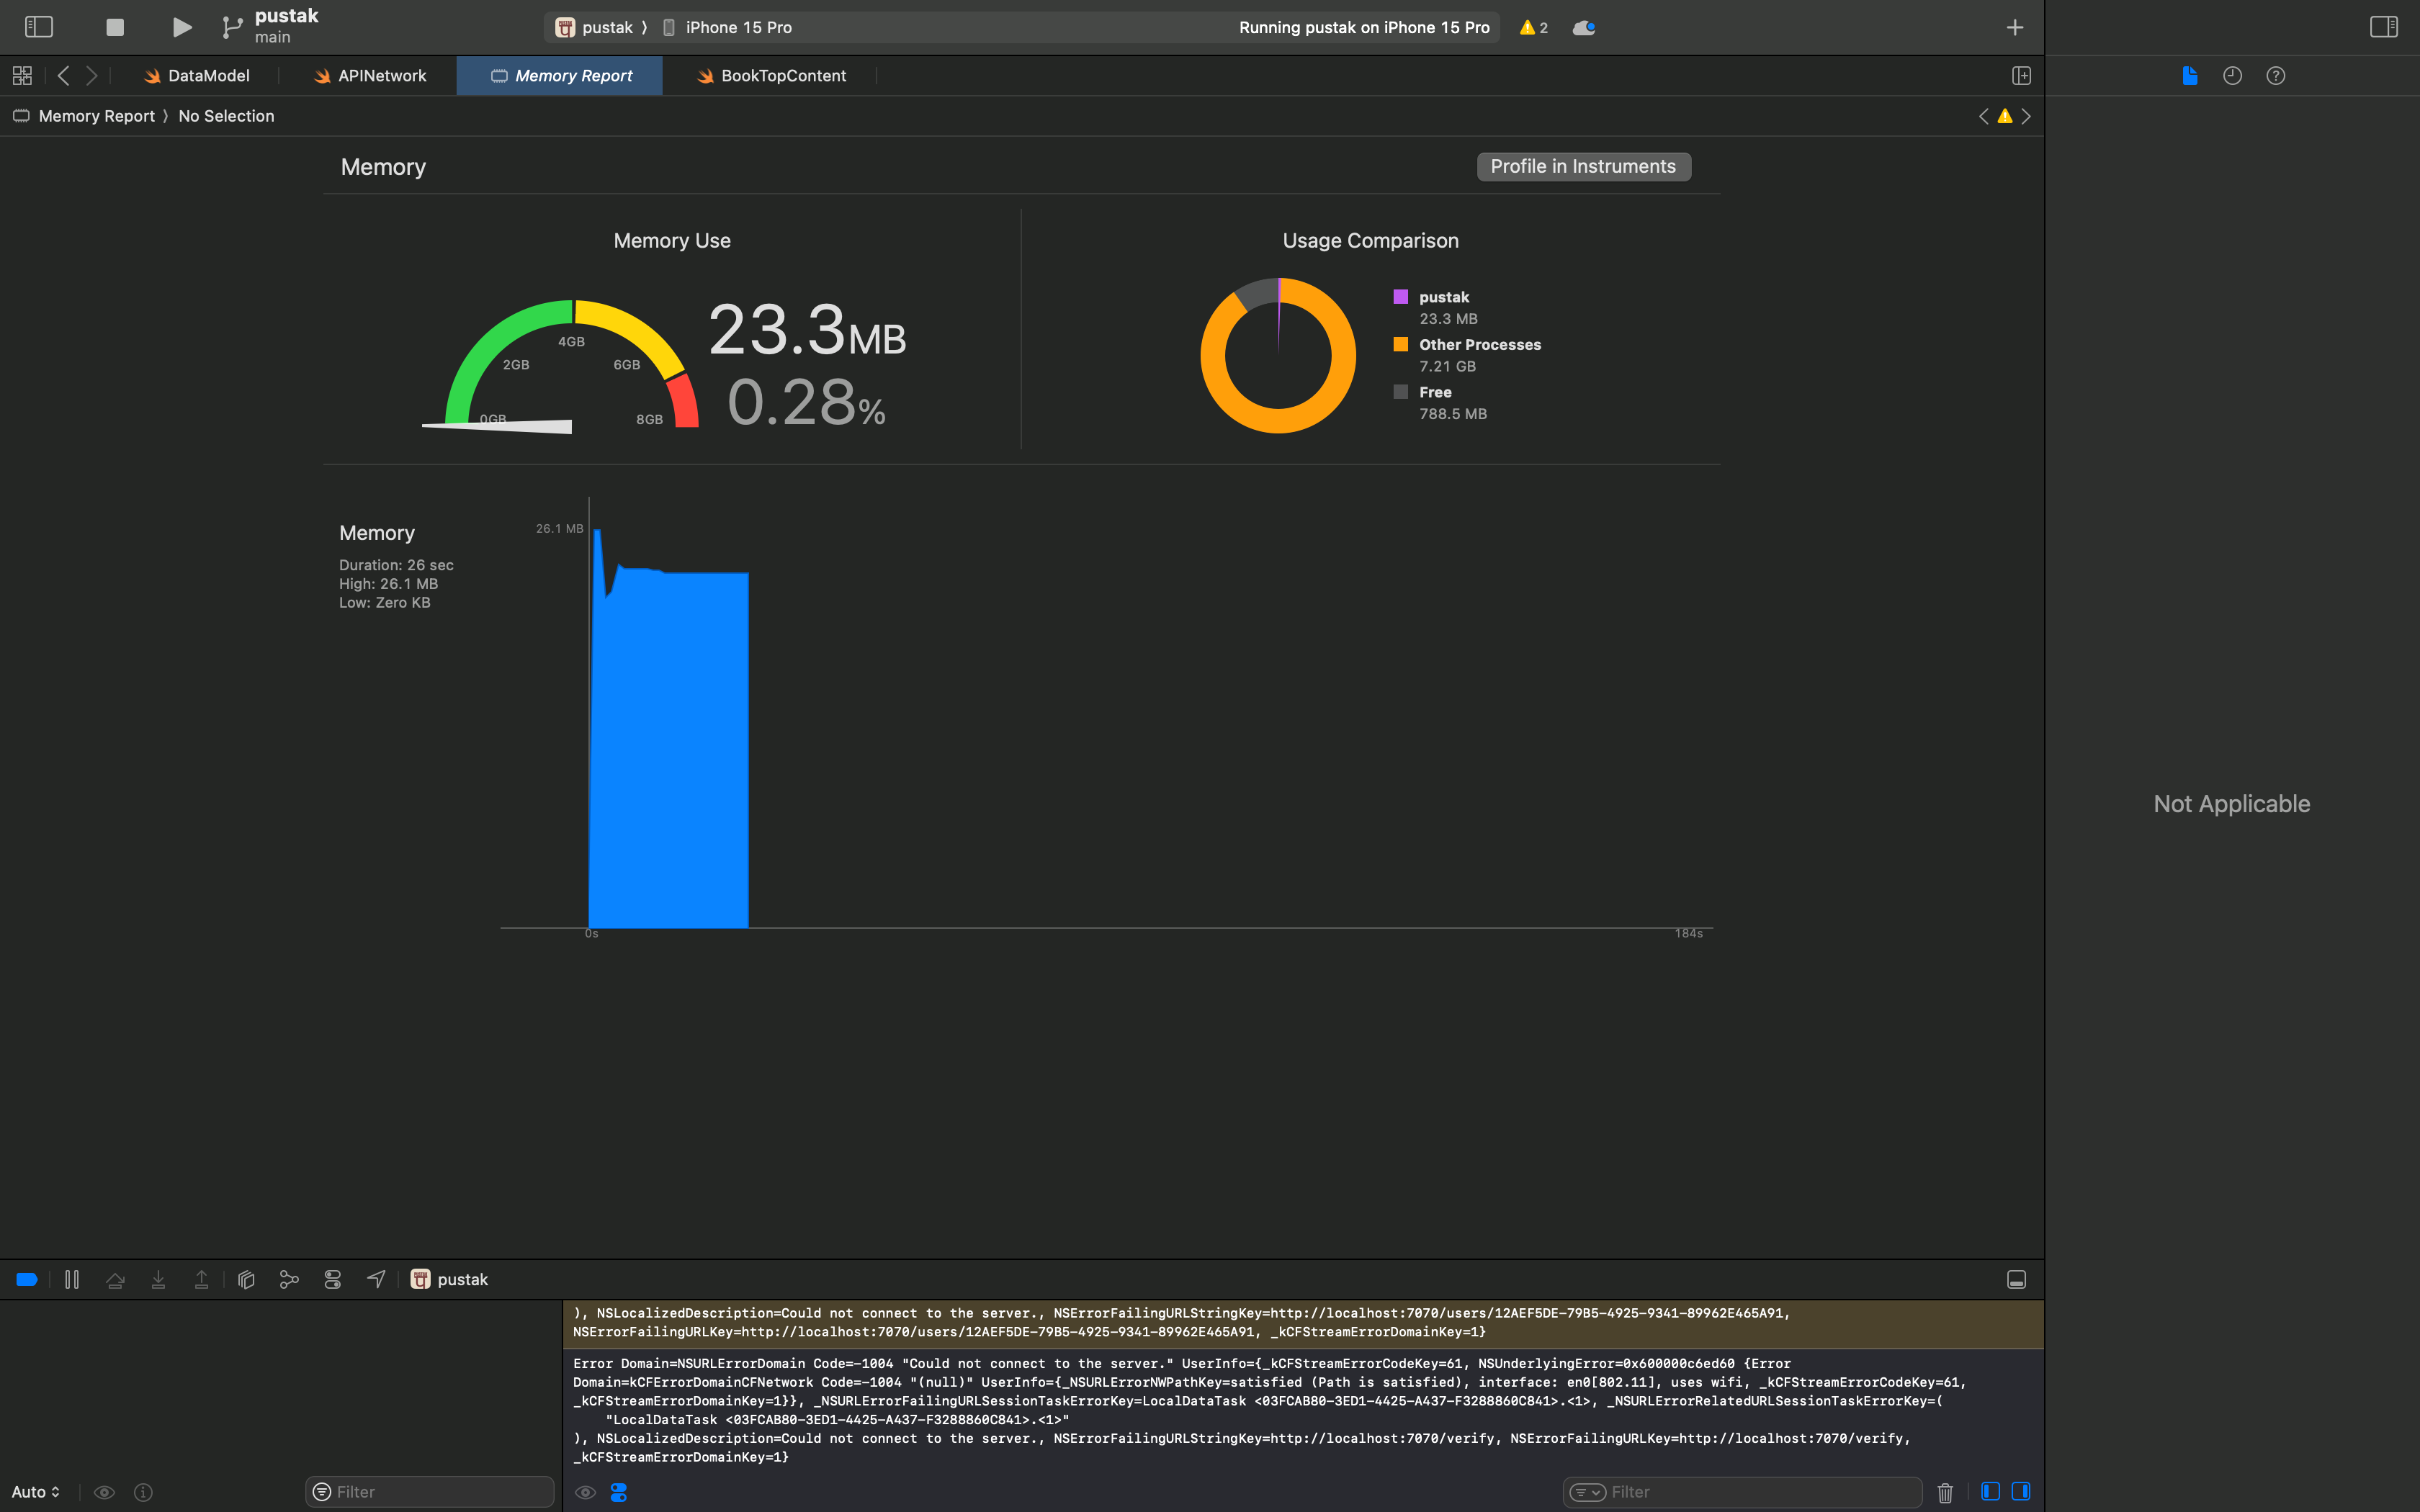 pustak
main
pustak ⟩ iPhone 15 Pro
Running pustak on iPhone 15 Pro
2
DataModel
APINetwork
Memory Report
BookTopContent
Memory Report ⟩ No Selection
Memory
Profile in Instruments
Memory Use
Usage Comparison
0GB
2GB
4GB
6GB
8GB
23.3MB
0.28%
pustak
23.3 MB
Other Processes
7.21 GB
Free
788.5 MB
Memory
Duration: 26 sec
High: 26.1 MB
Low: Zero KB
26.1 MB
0s
184s
Not Applicable
pustak
), NSLocalizedDescription=Could not connect to the server., NSErrorFailingURLStringKey=http://localhost:7070/users/12AEF5DE-79B5-4925-9341-89962E465A91,
NSErrorFailingURLKey=http://localhost:7070/users/12AEF5DE-79B5-4925-9341-89962E465A91, _kCFStreamErrorDomainKey=1}
Error Domain=NSURLErrorDomain Code=-1004 "Could not connect to the server." UserInfo={_kCFStreamErrorCodeKey=61, NSUnderlyingError=0x600000c6ed60 {Error
Domain=kCFErrorDomainCFNetwork Code=-1004 "(null)" UserInfo={_NSURLErrorNWPathKey=satisfied (Path is satisfied), interface: en0[802.11], uses wifi, _kCFStreamErrorCodeKey=61,
_kCFStreamErrorDomainKey=1}}, _NSURLErrorFailingURLSessionTaskErrorKey=LocalDataTask <03FCAB80-3ED1-4425-A437-F3288860C841>.<1>, _NSURLErrorRelatedURLSessionTaskErrorKey=(
"LocalDataTask <03FCAB80-3ED1-4425-A437-F3288860C841>.<1>"
), NSLocalizedDescription=Could not connect to the server., NSErrorFailingURLStringKey=http://localhost:7070/verify, NSErrorFailingURLKey=http://localhost:7070/verify,
_kCFStreamErrorDomainKey=1}
Auto
Filter
Filter